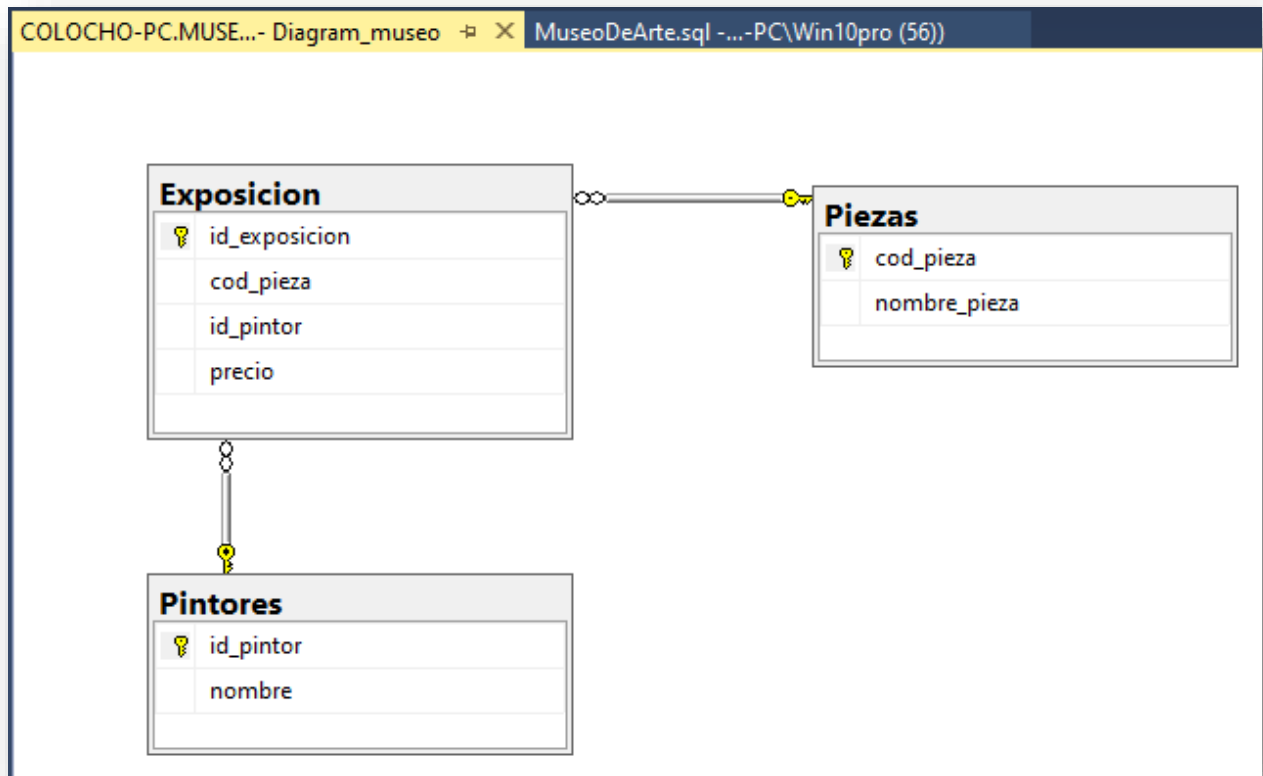 COLOCHO-PC.MUSE...- Diagram_museo
MuseoDeArte.sql -...-PC\Win10pro (56))
Exposicion
id_exposicion
cod_pieza
id_pintor
precio
Piezas
cod_pieza
nombre_pieza
Pintores
id_pintor
nombre